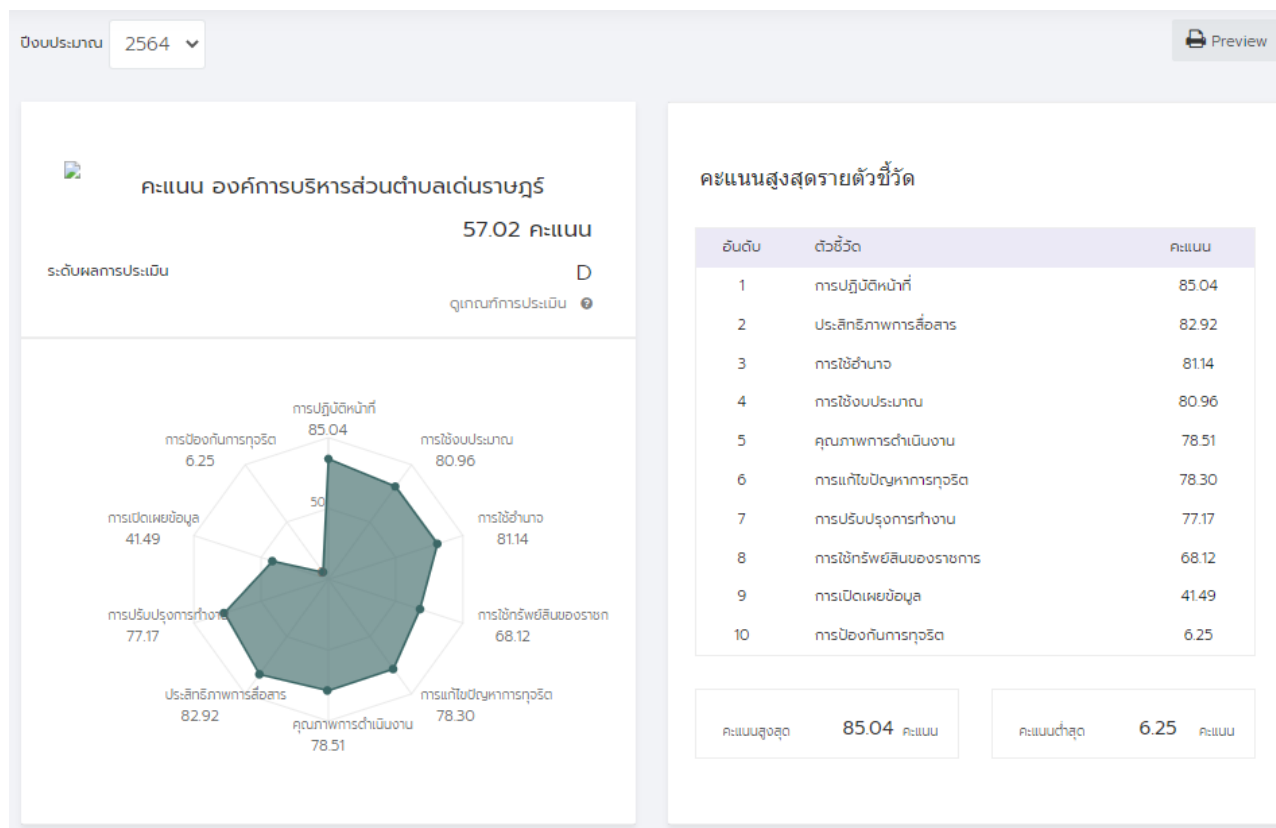 ปีงบประมาณ 2564
Preview
คะแนน องค์การบริหารส่วนตำบลเด่นราษฎร์
57.02 คะแนน
ระดับผลการประเมิน D
ดูเกณฑ์การประเมิน ?
การปฏิบัติหน้าที่
85.04
การป้องกันการทุจริต
6.25
การใช้งบประมาณ
80.96
50
การเปิดเผยข้อมูล
41.49
การใช้อำนาจ
81.14
การปรับปรุงการทำงาน
77.17
การใช้ทรัพย์สินของราชก
68.12
ประสิทธิภาพการสื่อสาร
82.92
การแก้ไขปัญหาการทุจริต
78.30
คุณภาพการดำเนินงาน
78.51
คะแนนสูงสุดรายตัวชี้วัด
อันดับ ตัวชี้วัด คะแนน
1 การปฏิบัติหน้าที่ 85.04
2 ประสิทธิภาพการสื่อสาร 82.92
3 การใช้อำนาจ 81.14
4 การใช้งบประมาณ 80.96
5 คุณภาพการดำเนินงาน 78.51
6 การแก้ไขปัญหาการทุจริต 78.30
7 การปรับปรุงการทำงาน 77.17
8 การใช้ทรัพย์สินของราชการ 68.12
9 การเปิดเผยข้อมูล 41.49
10 การป้องกันการทุจริต 6.25
คะแนนสูงสุด 85.04 คะแนน
คะแนนต่ำสุด 6.25 คะแนน